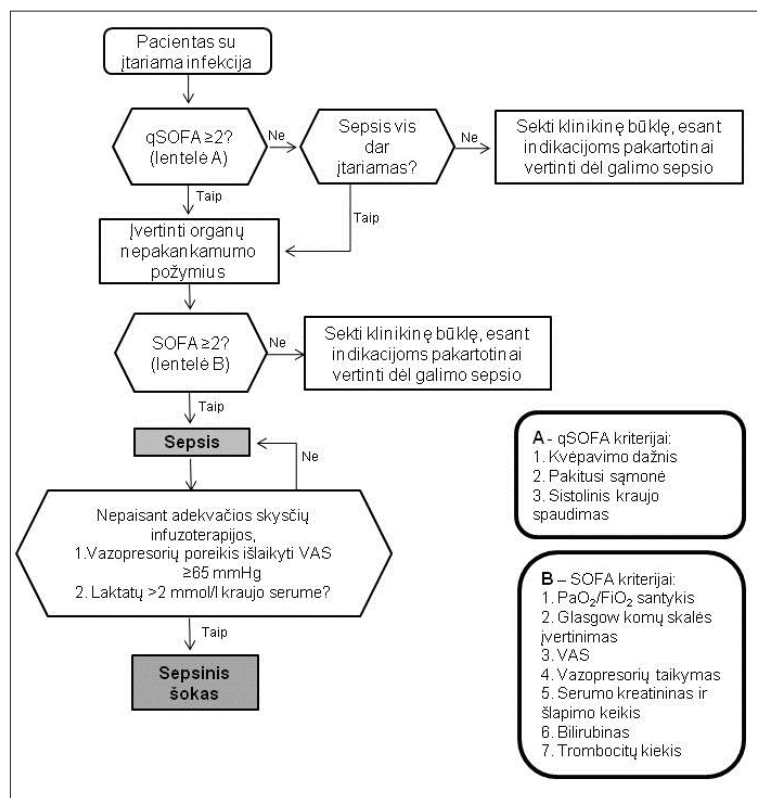 Pacientas su
įtariama infekcija
qSOFA ≥2?
(lentelė A)
Ne
Sepsis vis
dar
įtariamas?
Ne
Sekti klinikinę būklę, esant
indikacijoms pakartotinai
vertinti dėl galimo sepsio
Taip
Taip
Įvertinti organų
nepakankamumo
požymius
SOFA ≥2?
(lentelė B)
Ne
Sekti klinikinę būklę, esant
indikacijoms pakartotinai
vertinti dėl galimo sepsio
Taip
Sepsis
Ne
Nepaisant adekvačios skysčių
infuzoterapijos,
1.Vazopresorių poreikis išlaikyti VAS
≥65 mmHg
2. Laktatų >2 mmol/l kraujo serume?
Taip
Sepsinis
šokas
A - qSOFA kriterijai:
1. Kvėpavimo dažnis
2. Pakitusi sąmonė
3. Sistolinis kraujo
spaudimas
B – SOFA kriterijai:
1. PaO₂/FiO₂ santykis
2. Glasgow komų skalės
įvertinimas
3. VAS
4. Vazopresorių taikymas
5. Serumo kreatininas ir
šlapimo keikis
6. Bilirubinas
7. Trombocitų kiekis